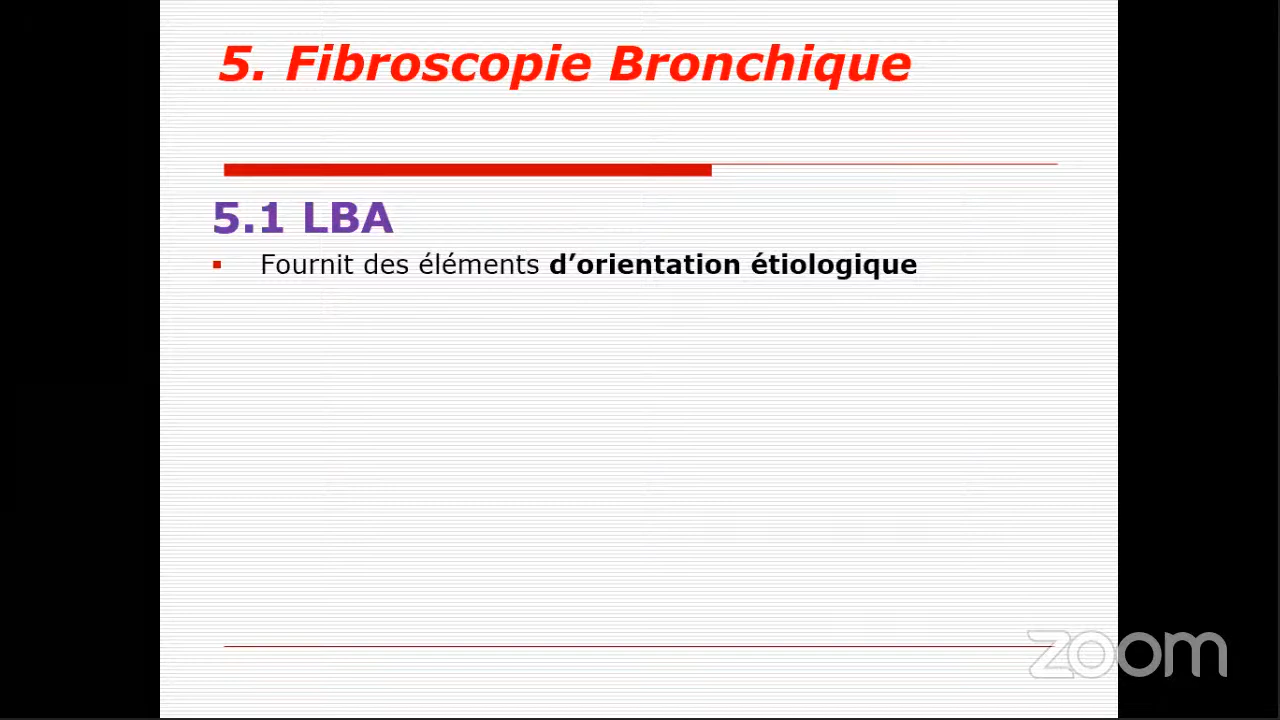 5. Fibroscopie Bronchique
5.1 LBA
Fournit des éléments d’orientation étiologique
zoom